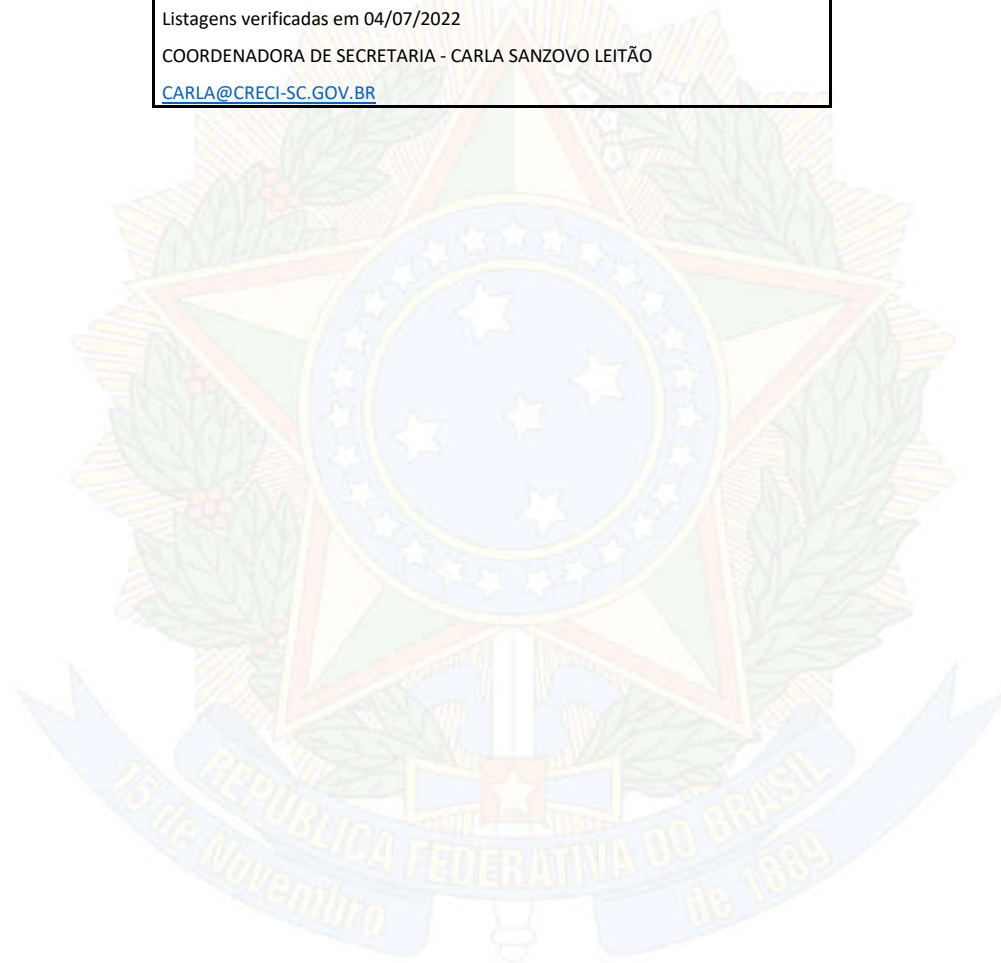 Listagens verificadas em 04/07/2022
COORDENADORA DE SECRETARIA - CARLA SANZOVO LEITÃO
CARLA@CRECI-SC.GOV.BR
REPÚBLICA FEDERATIVA DO BRASIL
15 de Novembro de 1889